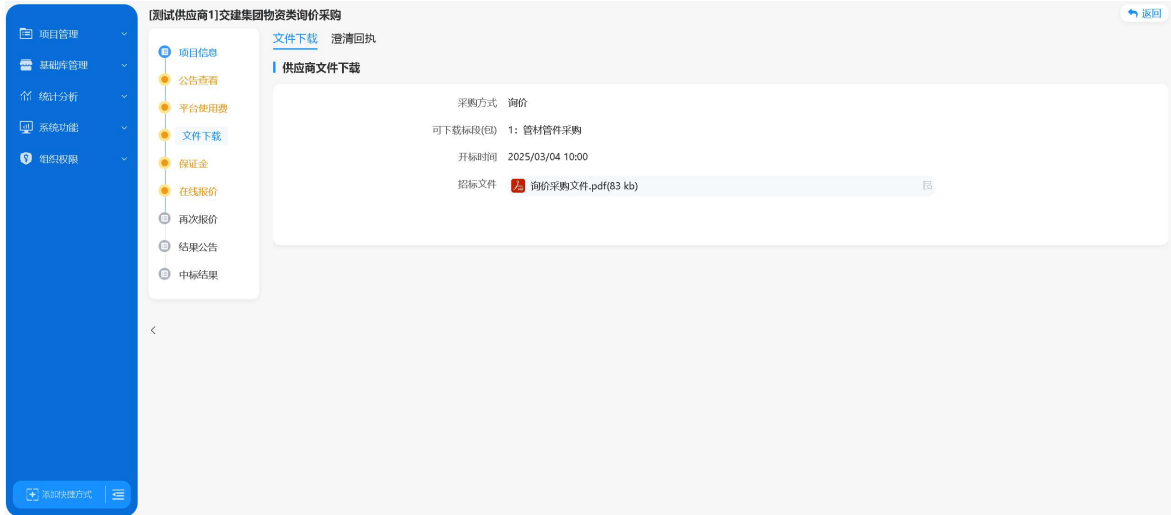 [测试供应商1]交建集团物资类询价采购
返回
项目管理
基础库管理
统计分析
系统功能
组织权限
添加快捷方式
项目信息
公告查看
平台使用费
文件下载
保证金
在线报价
再次报价
结果公告
中标结果
文件下载 澄清回执
供应商文件下载
采购方式 询价
可下载标段(包) 1: 管材管件采购
开标时间 2025/03/04 10:00
招标文件 询价采购文件.pdf(83 kb)